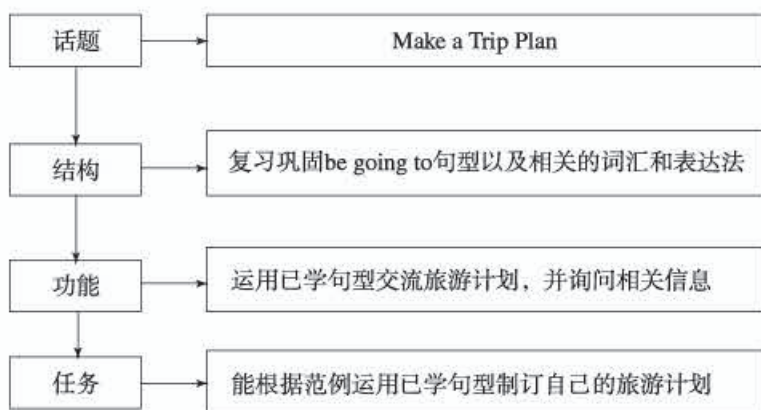 话题
Make a Trip Plan
结构
复习巩固be going to句型以及相关的词汇和表达法
功能
运用已学句型交流旅游计划，并询问相关信息
任务
能根据范例运用已学句型制订自己的旅游计划